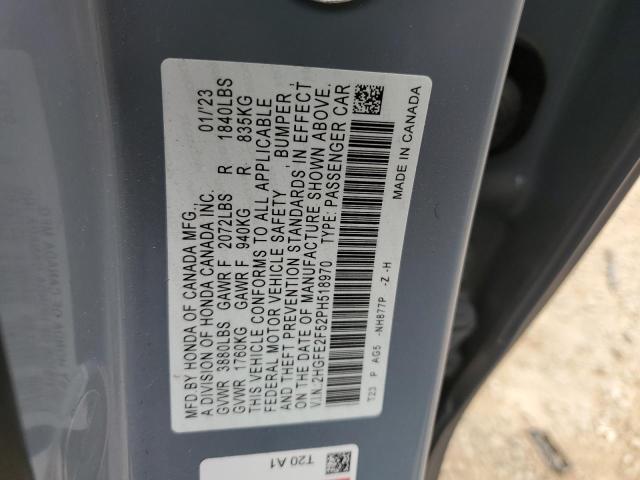 MFD BY HONDA OF CANADA MFG., 01/23
A DIVISION OF HONDA CANADA INC.
GVWR 3880LBS GAWR F 2072LBS R 1840LBS
GVWR 1760KG GAWR F 940KG R 835KG
THIS VEHICLE CONFORMS TO ALL APPLICABLE
FEDERAL MOTOR VEHICLE SAFETY , BUMPER,
AND THEFT PREVENTION STANDARDS IN EFFECT
ON THE DATE OF MANUFACTURE SHOWN ABOVE.
V.I.N.: 2HGFE2F52PH518970 TYPE: PASSENGER CAR
T23 P AG5 -NH877P -Z -H
MADE IN CANADA
T20 A1